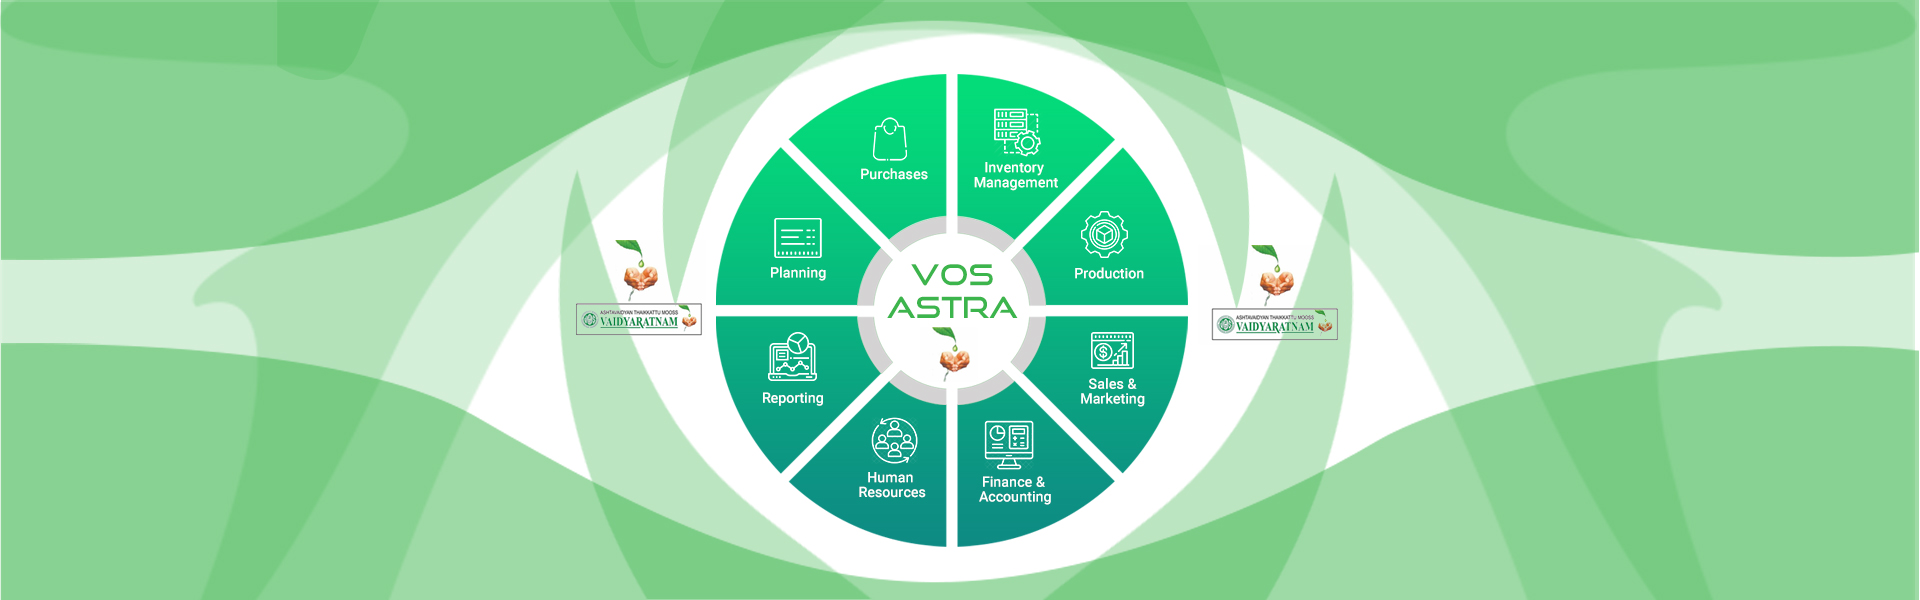 Purchases
Inventory
Management
Planning
Production
VOS
ASTRA
ASHTAVAIDYAN THAIKKATTU MOOSS
VAIDYARATNAM
ASHTAVAIDYAN THAIKKATTU MOOSS
VAIDYARATNAM
Reporting
Sales &
Marketing
Human
Resources
Finance &
Accounting